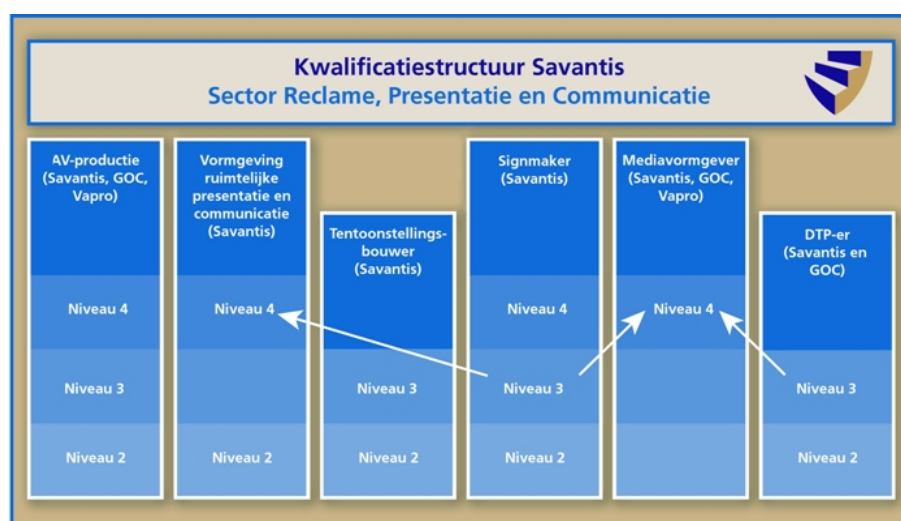 Kwalificatiestructuur Savantis
Sector Reclame, Presentatie en Communicatie
AV-productie
(Savantis, GOC,
Vapro)
Niveau 4
Niveau 3
Niveau 2
Vormgeving
ruimtelijke
presentatie en
communicatie
(Savantis)
Niveau 4
Niveau 2
Tentoonstellings-
bouwer
(Savantis)
Niveau 3
Niveau 2
Signmaker
(Savantis)
Niveau 4
Niveau 3
Niveau 2
Mediavormgever
(Savantis, GOC,
Vapro)
Niveau 4
DTP-er
(Savantis en
GOC)
Niveau 3
Niveau 2